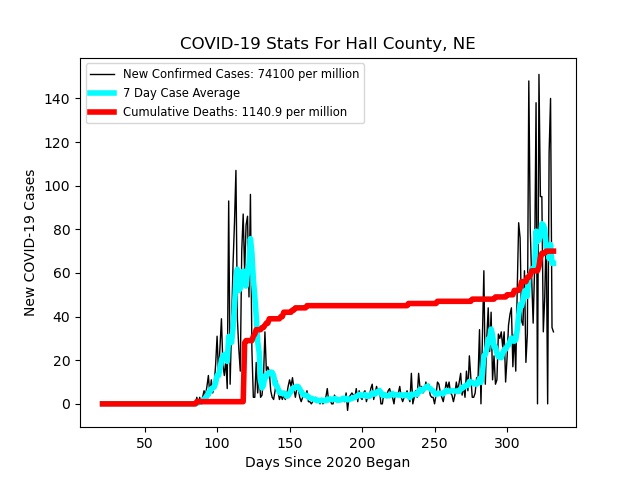 COVID-19 Stats For Hall County, NE
New Confirmed Cases: 74100 per million
7 Day Case Average
Cumulative Deaths: 1140.9 per million
New COVID-19 Cases
140
120
100
80
60
40
20
0
50 100 150 200 250 300
Days Since 2020 Began